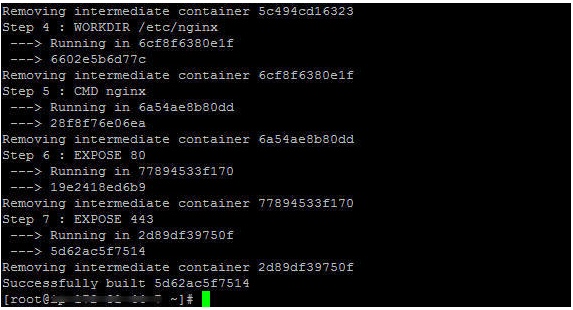 Removing intermediate container 5c494cd16323
Step 4 : WORKDIR /etc/nginx
---> Running in 6cf8f6380e1f
---> 6602e5b6d77c
Removing intermediate container 6cf8f6380e1f
Step 5 : CMD nginx
---> Running in 6a54ae8b80dd
---> 28f8f76e06ea
Removing intermediate container 6a54ae8b80dd
Step 6 : EXPOSE 80
---> Running in 77894533f170
---> 19e2418ed6b9
Removing intermediate container 77894533f170
Step 7 : EXPOSE 443
---> Running in 2d89df39750f
---> 5d62ac5f7514
Removing intermediate container 2d89df39750f
Successfully built 5d62ac5f7514
[root@ ~]#